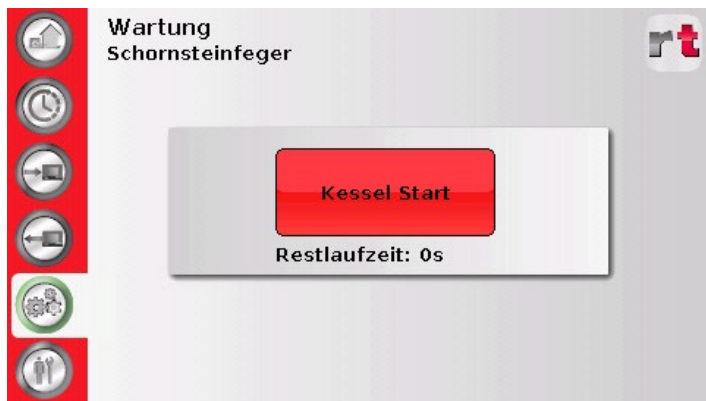 Wartung
Schornsteinfeger
rt
Kessel Start
Restlaufzeit: 0s